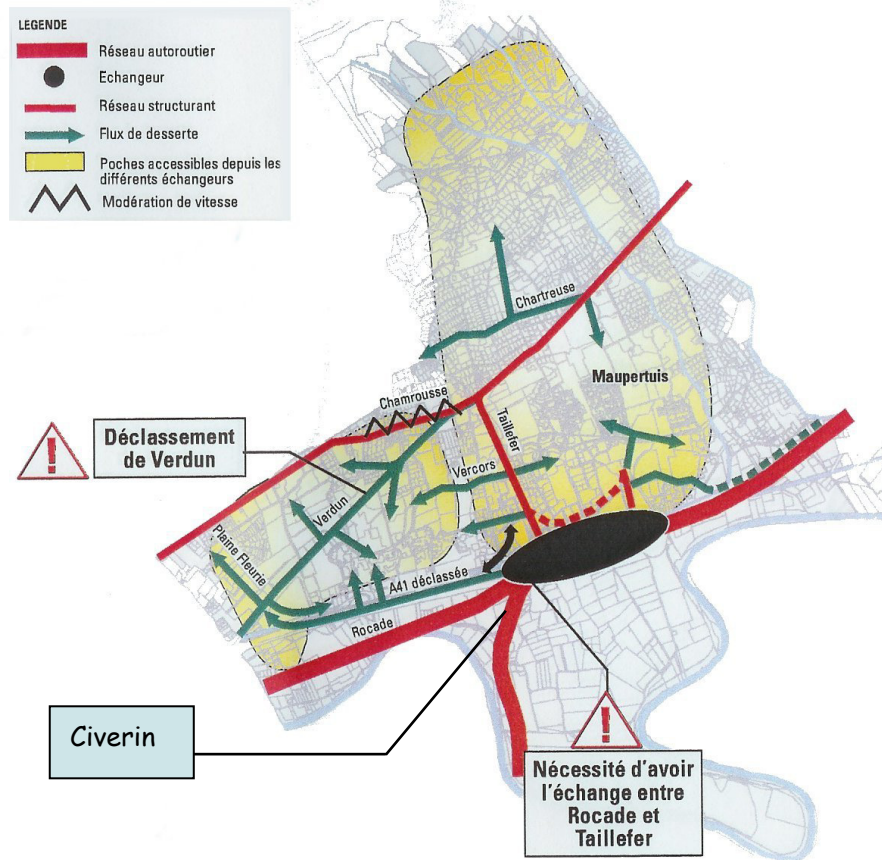 LEGENDE
Réseau autoroutier
Echangeur
Réseau structurant
Flux de desserte
Poches accessibles depuis les
différents échangeurs
Modération de vitesse
Chartreuse
Maupertuis
Chamrousse
Taillefer
Déclassement
de Verdun
Vercors
Verdun
Plaine Fleurie
A41 déclassée
Rocade
Civerin
Nécessité d'avoir
l'échange entre
Rocade et
Taillefer